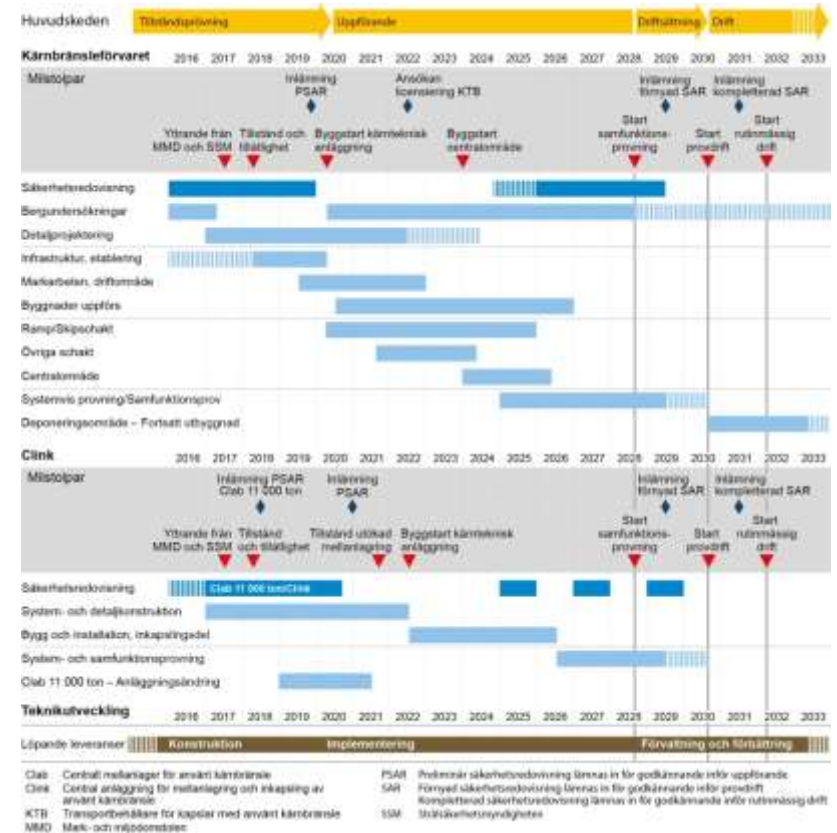 Huvudskeden Tillståndsprövning Uppförande Driftsättning Drift
Kärnbränsleförvaret 2016 2017 2018 2019 2020 2021 2022 2023 2024 2025 2026 2027 2028 2029 2030 2031 2032 2033
Milstolpar
Inlämning PSAR
Ansökan licensiering KTB
Inlämning förnyad SAR
Inlämning kompletterad SAR
Yttrande från MMD och SSM
Tillstånd och tillåtlighet
Byggstart kärnteknisk anläggning
Byggstart centralområde
Start samfunktionsprovning
Start provdrift
Start rutinmässig drift
Säkerhetsredovisning
Bergundersökningar
Detaljprojektering
Infrastruktur, etablering
Markarbeten, driftområde
Byggnader uppförs
Ramp/Skipschakt
Övriga schakt
Centralområde
Systemvis provning/Samfunktionsprov
Deponeringsområde – Fortsatt utbyggnad
Clink 2016 2017 2018 2019 2020 2021 2022 2023 2024 2025 2026 2027 2028 2029 2030 2031 2032 2033
Milstolpar
Inlämning PSAR Clab 11 000 ton
Inlämning PSAR
Inlämning förnyad SAR
Inlämning kompletterad SAR
Yttrande från MMD och SSM
Tillstånd och tillåtlighet
Tillstånd utökad mellanlagring
Byggstart kärnteknisk anläggning
Start samfunktions-provning
Start provdrift
Start rutinmässig drift
Säkerhetsredovisning Clab 11 000 ton/Clink
System- och detaljkonstruktion
Bygg och installation, inkapslingsdel
System- och samfunktionsprovning
Clab 11 000 ton – Anläggningsändring
Teknikutveckling 2016 2017 2018 2019 2020 2021 2022 2023 2024 2025 2026 2027 2028 2029 2030 2031 2032 2033
Löpande leveranser Konstruktion Implementering Förvaltning och förbättring
Clab Centralt mellanlager för använt kärnbränsle
Clink Central anläggning för mellanlagring och inkapsling av
använt kärnbränsle
KTB Transportbehållare för kapslar med använt kärnbränsle
MMD Mark- och miljödomstolen
PSAR Preliminär säkerhetsredovisning lämnas in för godkännande inför uppförande
SAR Förnyad säkerhetsredovisning lämnas in för godkännande inför provdrift
Kompletterad säkerhetsredovisning lämnas in för godkännande inför rutinmässig drift
SSM Strålsäkerhetsmyndigheten